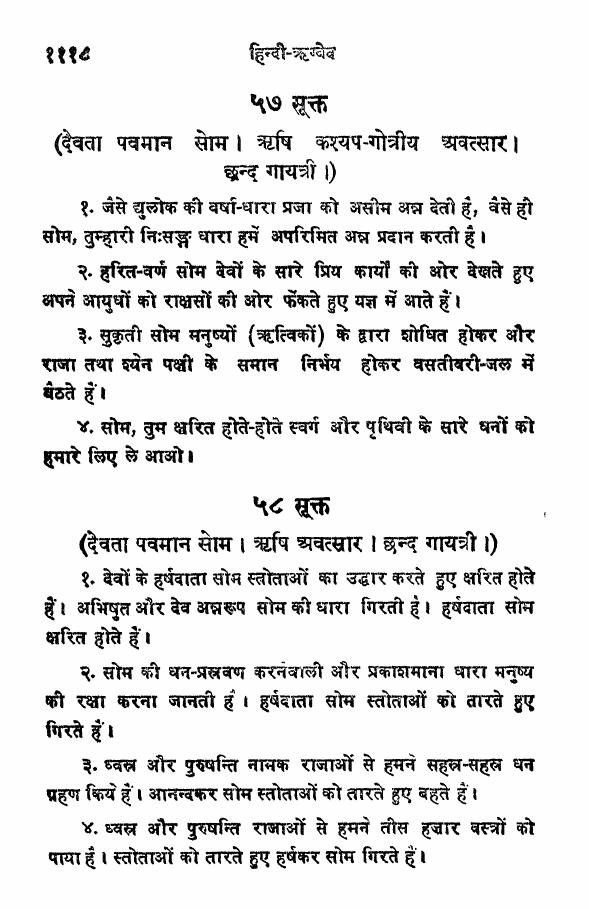 १११८ हिन्दी-ऋग्वेद
५७ सूक्त
(देवता पवमान सोम। ऋषि कश्यप-गोत्रीय अवत्सार।
छन्द गायत्री।)
१. जैसे द्युलोक की वर्षा-धारा प्रजा को असीम अन्न देती है, वैसे ही
सोम, तुम्हारी निःसङ्ग धारा हमें अपरिमित अन्न प्रदान करती है।
२. हरित-वर्ण सोम देवों के सारे प्रिय कार्यों की ओर देखते हुए
अपने आयुधों को राक्षसों की ओर फेंकते हुए यज्ञ में आते हैं।
३. सुकृती सोम मनुष्यों (ऋत्विकों) के द्वारा शोधित होकर और
राजा तथा श्येन पक्षी के समान निर्भय होकर वसतीवरी-जल में
बैठते हैं।
४. सोम, तुम क्षरित होते-होते स्वर्ग और पृथिवी के सारे धनों को
हमारे लिए ले आओ।
५८ सूक्त
(देवता पवमान सोम। ऋषि अवत्सार। छन्द गायत्री।)
१. देवों के हर्षदाता सोम स्तोताओं का उद्धार करते हुए क्षरित होते
हैं। अभिषुत और देव अन्नरूप सोम की धारा गिरती है। हर्षदाता सोम
क्षरित होते हैं।
२. सोम की धन-प्रस्रवण करनेवाली और प्रकाशमाना धारा मनुष्य
की रक्षा करना जानती है। हर्षदाता सोम स्तोताओं को तारते हुए
गिरते हैं।
३. ध्वस्र और पुरुषन्ति नामक राजाओं से हमने सहस्र-सहस्र धन
ग्रहण किये हैं। आनन्दकर सोम स्तोताओं को तारते हुए बहते हैं।
४. ध्वस्र और पुरुषन्ति राजाओं से हमने तीस हजार वस्त्रों को
पाया है। स्तोताओं को तारते हुए हर्षकर सोम गिरते हैं।